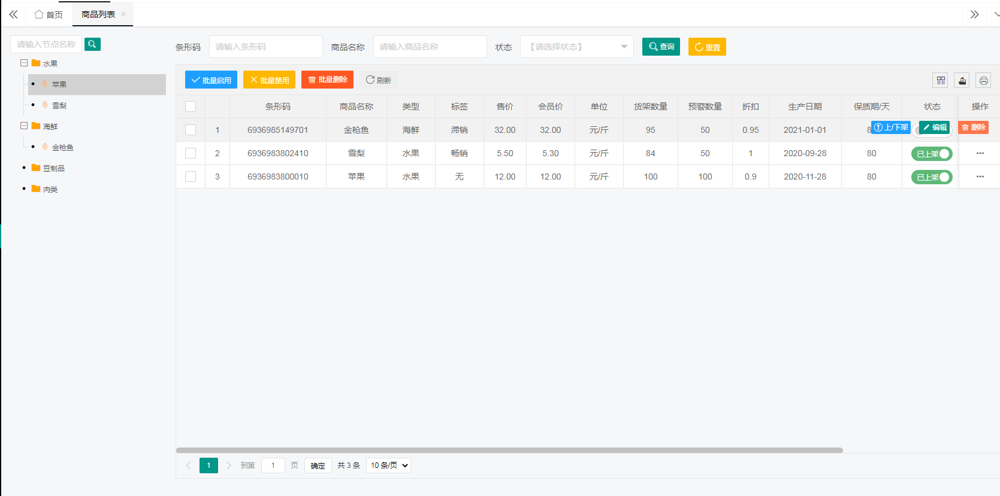 首页 商品列表
请输入节点名称
水果
苹果
雪梨
海鲜
金枪鱼
豆制品
肉类
条形码 请输入条形码 商品名称 请输入商品名称 状态 【请选择状态】 查询 重置
批量启用 批量禁用 批量删除 刷新
条形码 商品名称 类型 标签 售价 会员价 单位 货架数量 预警数量 折扣 生产日期 保质期/天 状态 操作
1 6936985149701 金枪鱼 海鲜 滞销 32.00 32.00 元/斤 95 50 0.95 2021-01-01 8 上/下架 编辑 删除
2 6936983802410 雪梨 水果 畅销 5.50 5.30 元/斤 84 50 1 2020-09-28 80 已上架 •••
3 6936983800010 苹果 水果 无 12.00 12.00 元/斤 100 100 0.9 2020-11-28 80 已上架 •••
1 到第 1 页 确定 共 3 条 10 条/页